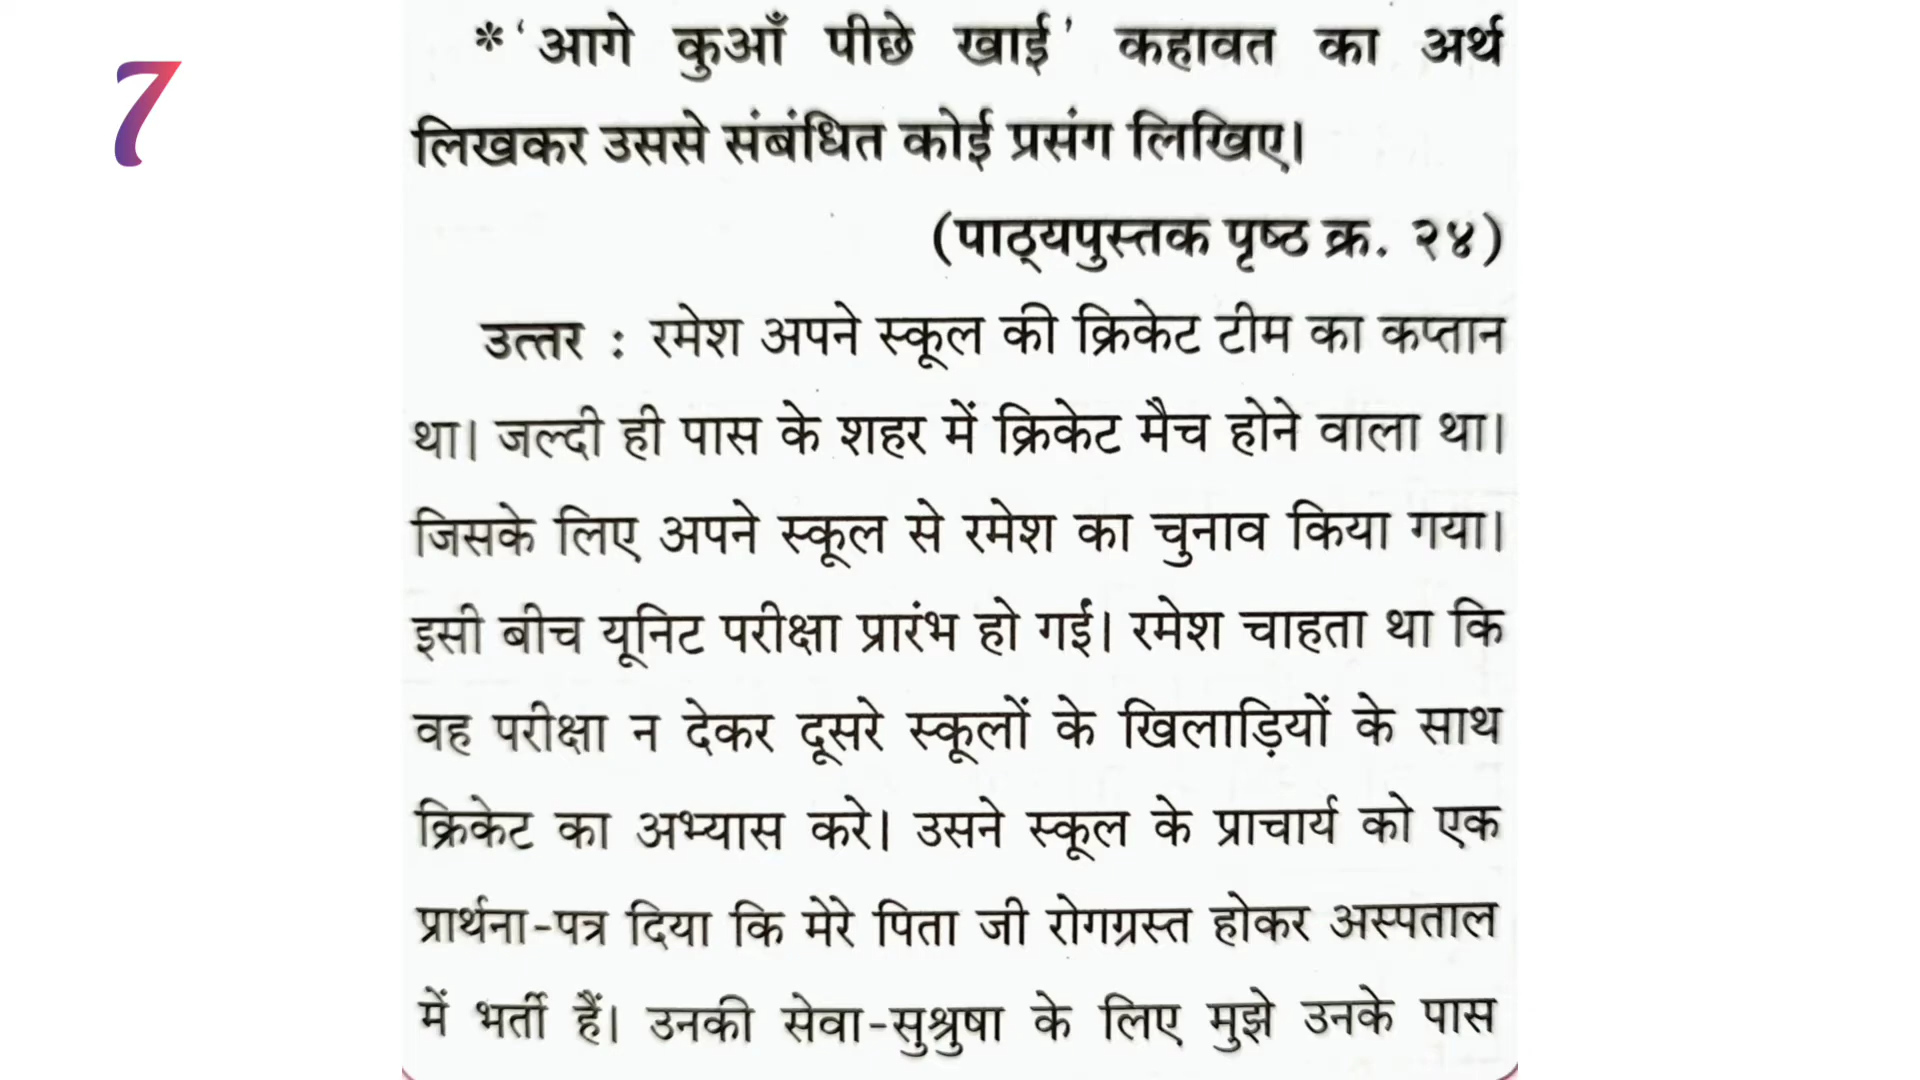 7
*‘आगे कुआँ पीछे खाई’ कहावत का अर्थ
लिखकर उससे संबंधित कोई प्रसंग लिखिए।
(पाठ्यपुस्तक पृष्ठ क्र. २४)
उत्तर : रमेश अपने स्कूल की क्रिकेट टीम का कप्तान
था। जल्दी ही पास के शहर में क्रिकेट मैच होने वाला था।
जिसके लिए अपने स्कूल से रमेश का चुनाव किया गया।
इसी बीच यूनिट परीक्षा प्रारंभ हो गई। रमेश चाहता था कि
वह परीक्षा न देकर दूसरे स्कूलों के खिलाड़ियों के साथ
क्रिकेट का अभ्यास करे। उसने स्कूल के प्राचार्य को एक
प्रार्थना-पत्र दिया कि मेरे पिता जी रोगग्रस्त होकर अस्पताल
में भर्ती हैं। उनकी सेवा-सुश्रुषा के लिए मुझे उनके पास